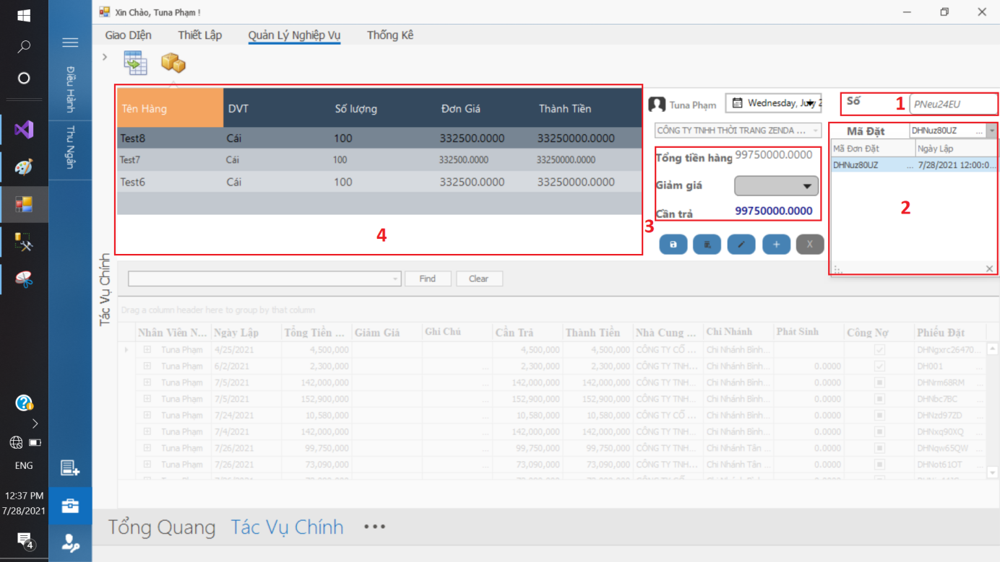 Xin Chào, Tuna Phạm !
Giao DIện Thiết Lập Quản Lý Nghiệp Vụ Thống Kê
Điều Hành
Thu Ngân
Tên Hàng DVT Số lượng Đơn Giá Thành Tiền
Test8 Cái 100 332500.0000 33250000.0000
Test7 Cái 100 332500.0000 33250000.0000
Test6 Cái 100 332500.0000 33250000.0000
4
Tuna Phạm Wednesday, July 2
CÔNG TY TNHH THỜI TRANG ZENDA ...
Tổng tiền hàng 99750000.0000
Giảm giá
Cần trả 99750000.0000
3
X
Số 1 PNeu24EU
Mã Đặt DHNuz80UZ ...
Mã Đơn Đặt Ngày Lập
DHNuz80UZ ... 7/28/2021 12:00:0...
2
Tác Vụ Chính
Find Clear
Drag a column header here to group by that column
Nhân Viên N... Ngày Lập Tổng Tiền ... Giảm Giá Ghi Chú Cần Trả Thành Tiền Nhà Cung ... Chi Nhánh Phát Sinh Công Nợ Phiếu Đặt
Tuna Phạm 4/25/2021 4,500,000 4,500,000 4,500,000 CÔNG TY CỔ ... Chi Nhánh Bình... DHNgxrc26470...
Tuna Phạm 6/2/2021 2,300,000 ... 2,300,000 2,300,000 CÔNG TY TNH... Chi Nhánh Bình... 0.0000 DH001 ...
Tuna Phạm 7/5/2021 142,000,000 ... 142,000,000 142,000,000 CÔNG TY TNH... Chi Nhánh Bình... 0.0000 DHNrm68RM ...
Tuna Phạm 7/5/2021 152,900,000 ... 152,900,000 152,900,000 CÔNG TY TNH... Chi Nhánh Bình... 0.0000 DHNbc7BC ...
Tuna Phạm 7/24/2021 10,580,000 ... 10,580,000 10,580,000 CÔNG TY CỔ ... Chi Nhánh Bình... 0.0000 DHNzd97ZD ...
Tuna Phạm 7/4/2021 142,000,000 ... 142,000,000 142,000,000 CÔNG TY TNH... Chi Nhánh Bình... 0.0000 DHNxq90XQ ...
Tuna Phạm 7/26/2021 99,750,000 ... 99,750,000 99,750,000 CÔNG TY TNH... Chi Nhánh Tân ... 0.0000 DHNqw65QW ...
Tuna Phạm 7/26/2021 73,090,000 ... 73,090,000 73,090,000 CÔNG TY TNH... Chi Nhánh Tân ... 0.0000 DHNot61OT ...
Tổng Quang Tác Vụ Chính •••
ENG
12:37 PM
7/28/2021
4